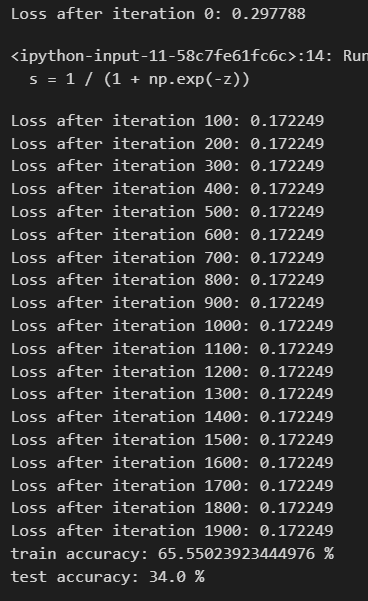 Loss after iteration 0: 0.297788
<ipython-input-11-58c7fe61fc6c>:14: Run
s = 1 / (1 + np.exp(-z))
Loss after iteration 100: 0.172249
Loss after iteration 200: 0.172249
Loss after iteration 300: 0.172249
Loss after iteration 400: 0.172249
Loss after iteration 500: 0.172249
Loss after iteration 600: 0.172249
Loss after iteration 700: 0.172249
Loss after iteration 800: 0.172249
Loss after iteration 900: 0.172249
Loss after iteration 1000: 0.172249
Loss after iteration 1100: 0.172249
Loss after iteration 1200: 0.172249
Loss after iteration 1300: 0.172249
Loss after iteration 1400: 0.172249
Loss after iteration 1500: 0.172249
Loss after iteration 1600: 0.172249
Loss after iteration 1700: 0.172249
Loss after iteration 1800: 0.172249
Loss after iteration 1900: 0.172249
train accuracy: 65.55023923444976 %
test accuracy: 34.0 %